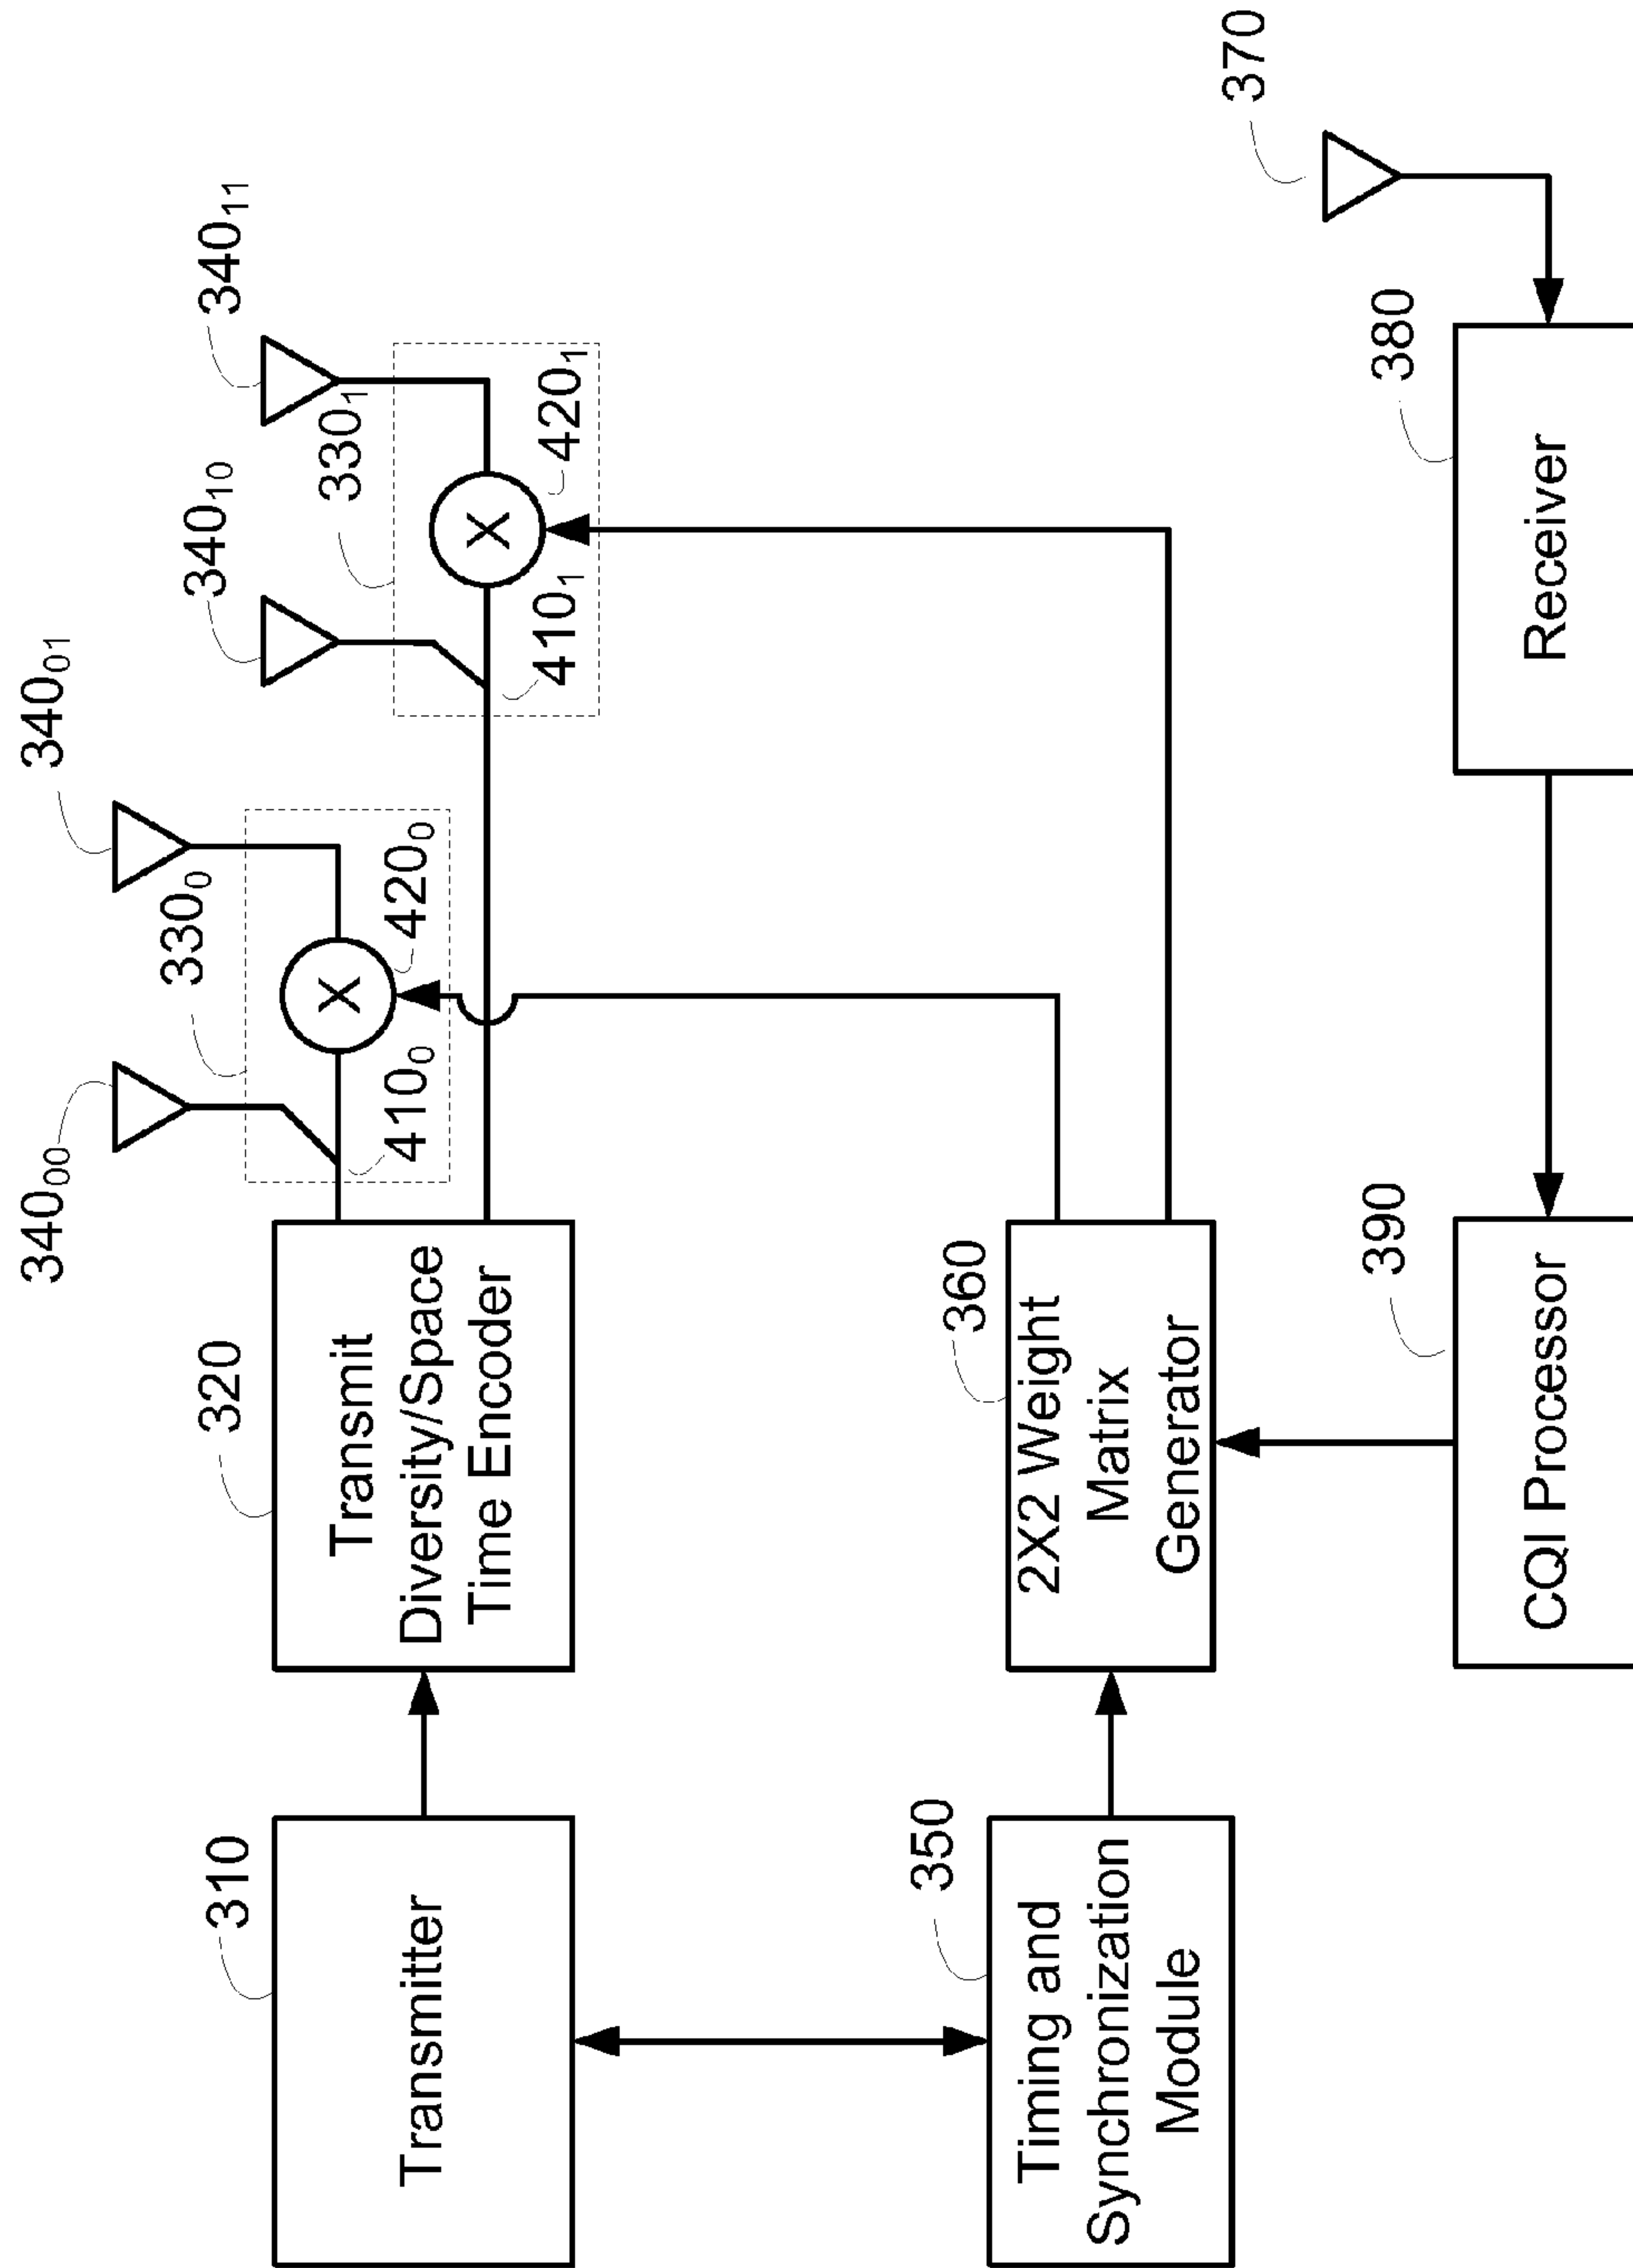 340₀₀
340₀₁
330₀
340₁₀
340₁₁
330₁
310
Transmitter
320
Transmit
Diversity/Space
Time Encoder
X
410₀
420₀
X
410₁
420₁
350
Timing and
Synchronization
Module
360
2X2 Weight
Matrix
Generator
370
390
CQI Processor
380
Receiver